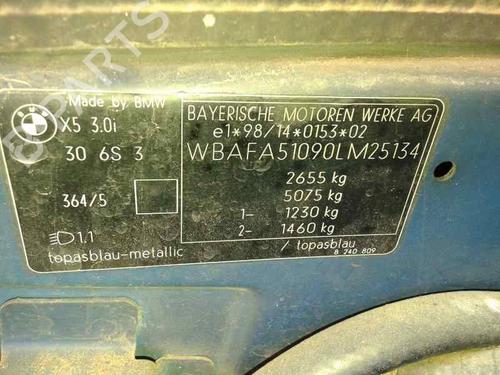 Made by BMW
BMW
X5 3.0i
30 6S 3
364/5
1.1
topasblau-metallic
BAYERISCHE MOTOREN WERKE AG
e1*98/14*0153*02
WBAFA51090LM25134
2655 kg
5075 kg
1- 1230 kg
2- 1460 kg
/ topasblau
8 240 809
PARTS